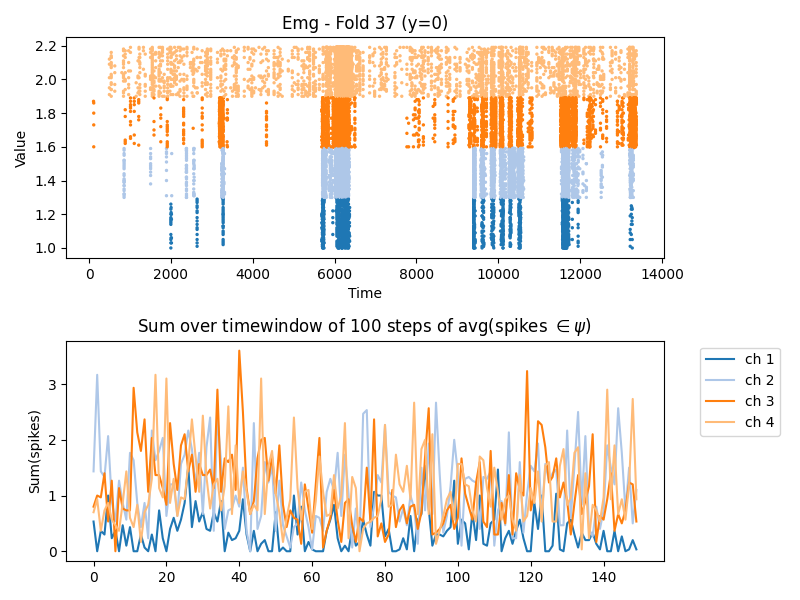 Emg - Fold 37 (y=0)
2.2
2.0
1.8
1.6
1.4
1.2
1.0
Value
0 2000 4000 6000 8000 10000 12000 14000
Time
Sum over timewindow of 100 steps of avg(spikes ∈ ψ)
3
2
1
0
Sum(spikes)
0 20 40 60 80 100 120 140
ch 1
ch 2
ch 3
ch 4